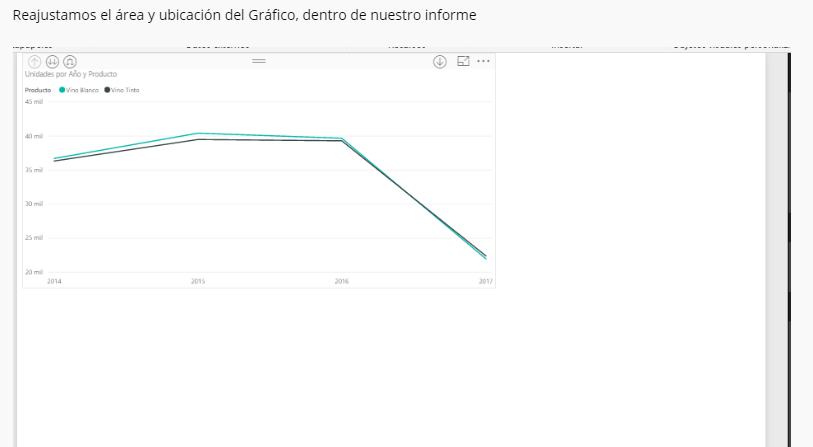 Reajustamos el área y ubicación del Gráfico, dentro de nuestro informe
Unidades por Año y Producto
Producto Vino Blanco Vino Tinto
45 mil
40 mil
35 mil
30 mil
25 mil
20 mil
2014 2015 2016 2017